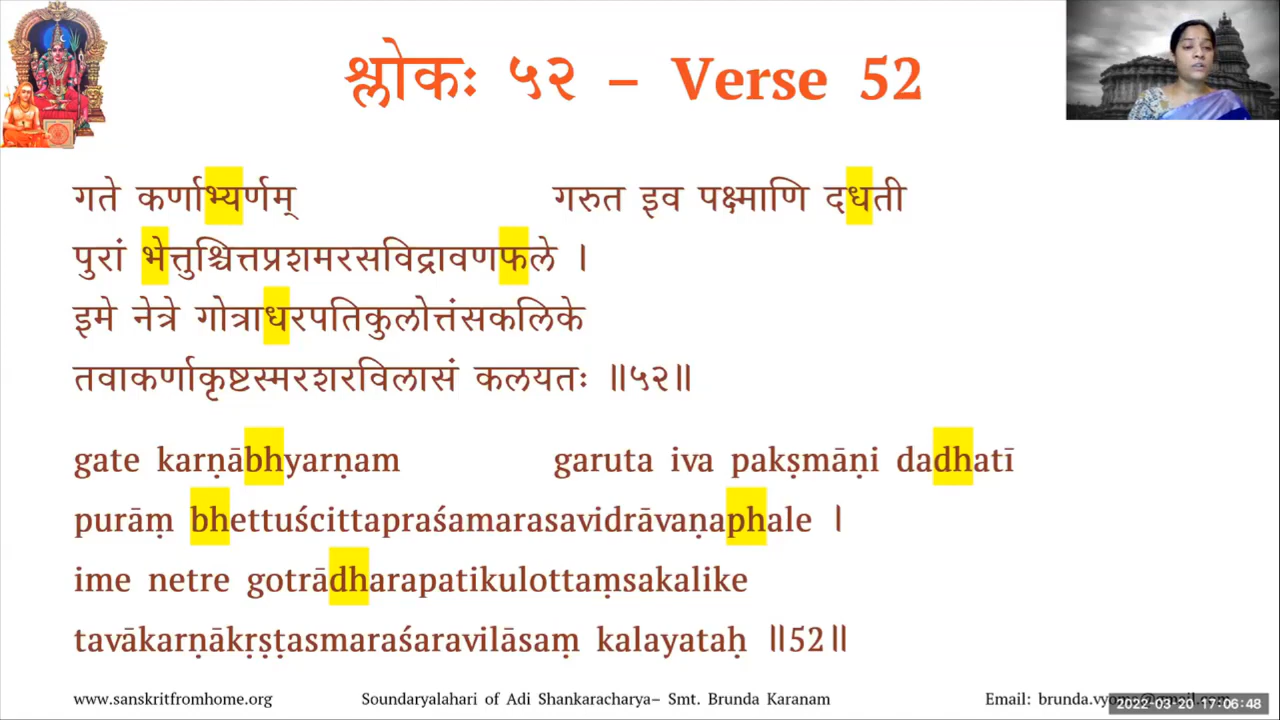 श्लोकः ५२ – Verse 52
गते कर्णाभ्यर्णम् गरुत इव पक्ष्माणि दधती
पुरां भेत्तुश्चित्तप्रशमरसविद्रावणफले ।
इमे नेत्रे गोत्राधरपतिकुलोत्तंसकलिके
तवाकर्णाकृष्टस्मरशरविलासं कलयतः ॥५२॥
gate karṇābhyarṇam garuta iva pakṣmāṇi dadhatī
purāṃ bhettuścittapraśamarasavidrāvaṇaphale ।
ime netre gotrādharapatikulottaṃsakalike
tavākarṇākṛṣṭasmaraśaravilāsaṃ kalayataḥ ॥52॥
www.sanskritfromhome.org Soundaryalahari of Adi Shankaracharya– Smt. Brunda Karanam Email:
2022-03-20 17:06:48